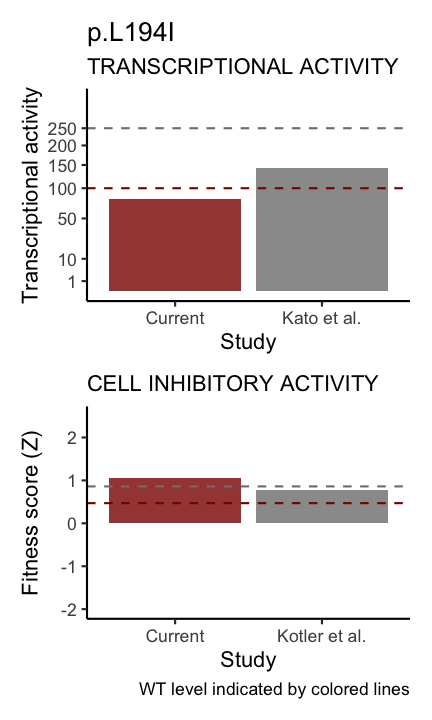 p.L194I
TRANSCRIPTIONAL ACTIVITY
Transcriptional activity
250
200
150
100
50
10
1
Current
Kato et al.
Study
CELL INHIBITORY ACTIVITY
Fitness score (Z)
2
1
0
-1
-2
Current
Kotler et al.
Study
WT level indicated by colored lines